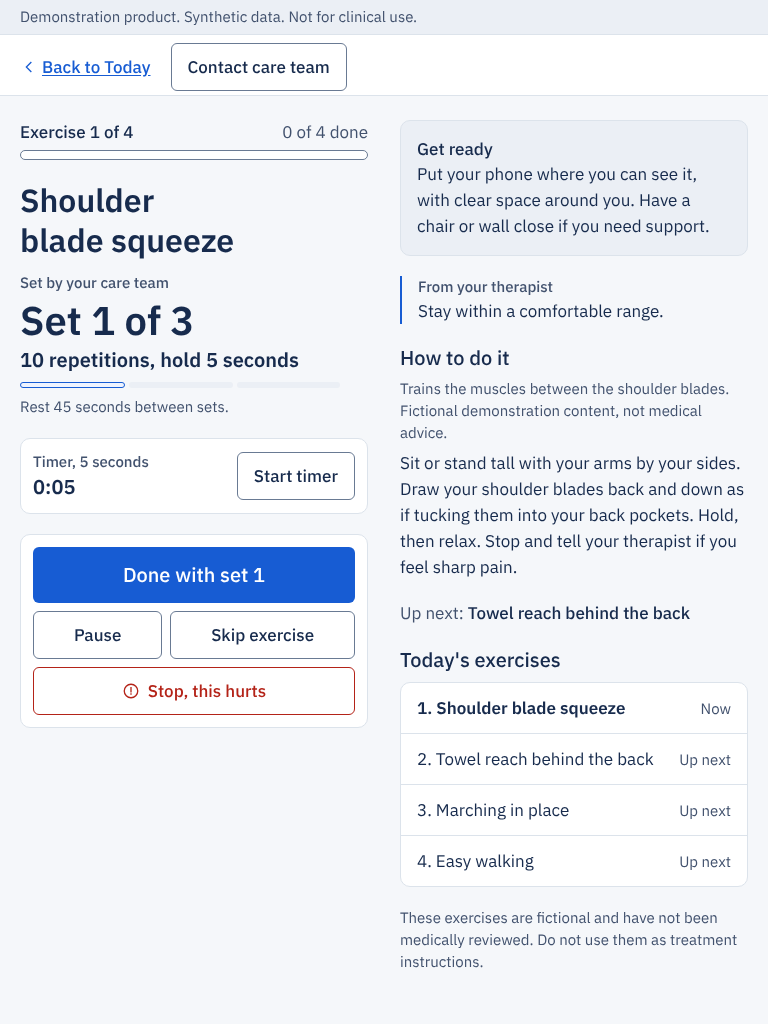 Demonstration product. Synthetic data. Not for clinical use.
Back to Today
Contact care team
Exercise 1 of 4
0 of 4 done
Shoulder
blade squeeze
Set by your care team
Set 1 of 3
10 repetitions, hold 5 seconds
Rest 45 seconds between sets.
Timer, 5 seconds
0:05
Start timer
Done with set 1
Pause
Skip exercise
Stop, this hurts
Get ready
Put your phone where you can see it,
with clear space around you. Have a
chair or wall close if you need support.
From your therapist
Stay within a comfortable range.
How to do it
Trains the muscles between the shoulder blades.
Fictional demonstration content, not medical
advice.
Sit or stand tall with your arms by your sides.
Draw your shoulder blades back and down as
if tucking them into your back pockets. Hold,
then relax. Stop and tell your therapist if you
feel sharp pain.
Up next: Towel reach behind the back
Today's exercises
1. Shoulder blade squeeze Now
2. Towel reach behind the back Up next
3. Marching in place Up next
4. Easy walking Up next
These exercises are fictional and have not been
medically reviewed. Do not use them as treatment
instructions.